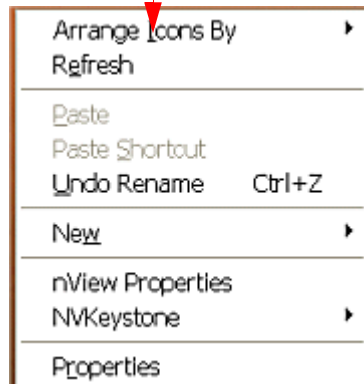 Arrange Icons By
Refresh
Paste
Paste Shortcut
Undo Rename Ctrl+Z
New
nView Properties
NVKeystone
Properties